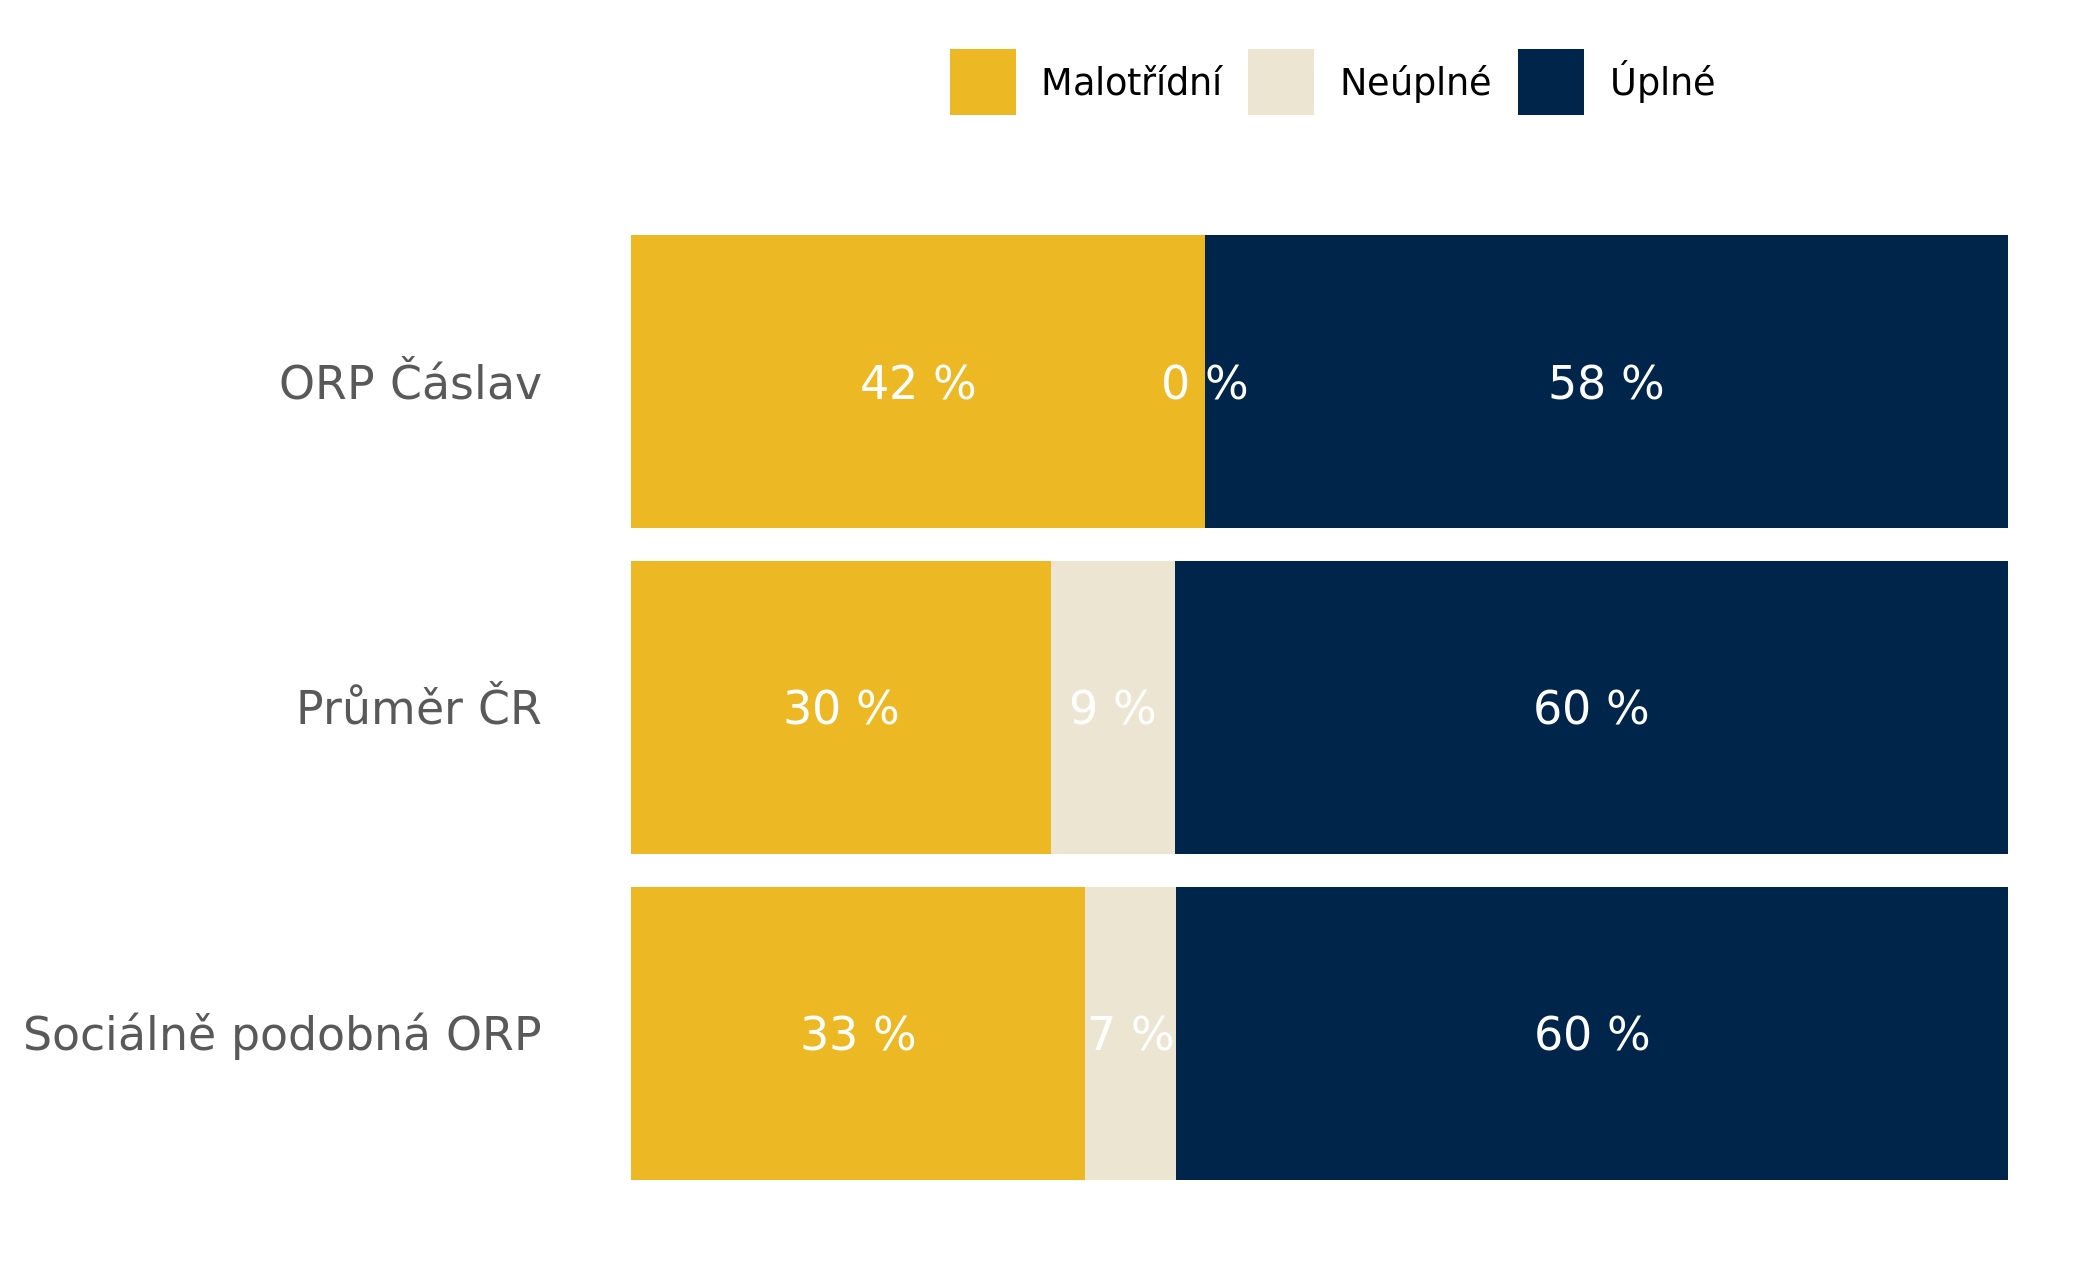 Malotřídní Neúplné Úplné
ORP Čáslav 42 % 0 % 58 %
Průměr ČR 30 % 9 % 60 %
Sociálně podobná ORP 33 % 7 % 60 %